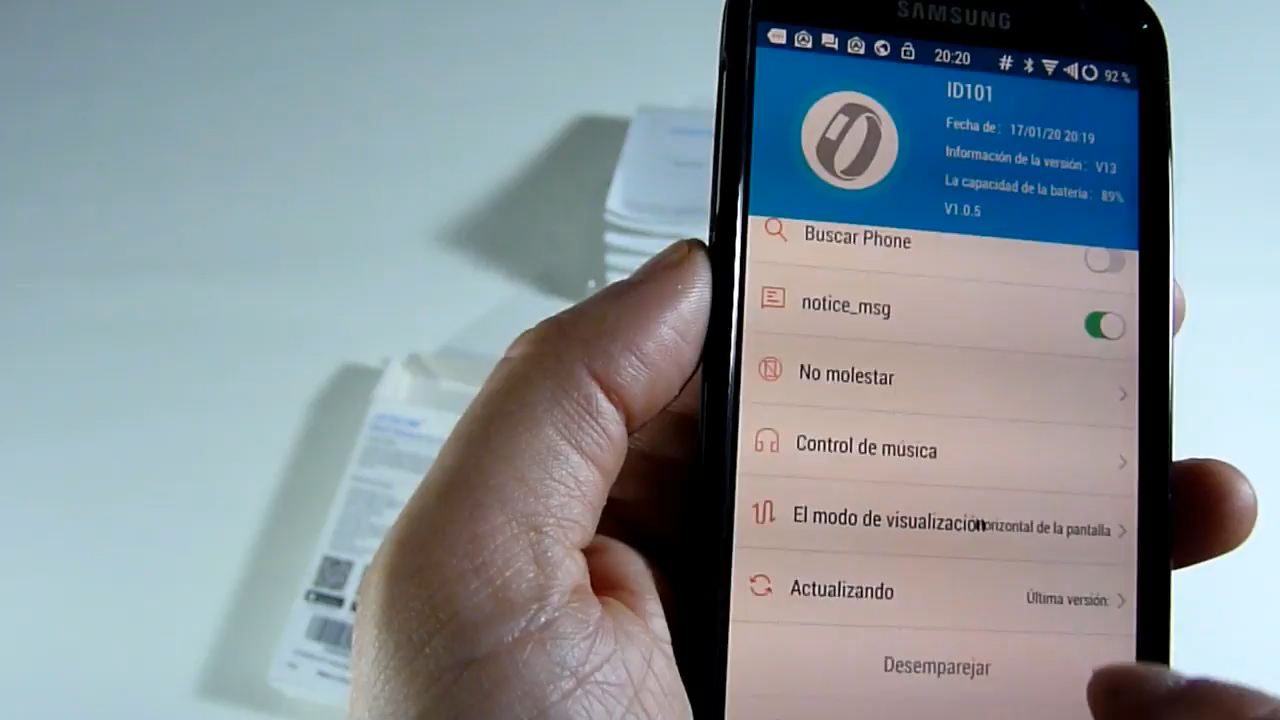 SAMSUNG
20:20
# 92 %
ID101
Fecha de: 17/01/20 20:19
Información de la versión: V13
La capacidad de la batería: 89%
V1.0.5
Buscar Phone
notice_msg
No molestar
Control de música
El modo de visualización
horizontal de la pantalla
Actualizando
Última versión:
Desemparejar